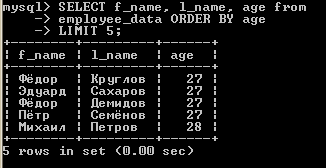 mysql> SELECT f_name, l_name, age from
    -> employee_data ORDER BY age
    -> LIMIT 5;
+--------+---------+------+
| f_name | l_name  | age  |
+--------+---------+------+
| Фёдор  | Круглов |   27 |
| Эдуард | Сахаров |   27 |
| Фёдор  | Демидов |   27 |
| Пётр   | Семёнов |   27 |
| Михаил | Петров  |   28 |
+--------+---------+------+
5 rows in set (0.00 sec)